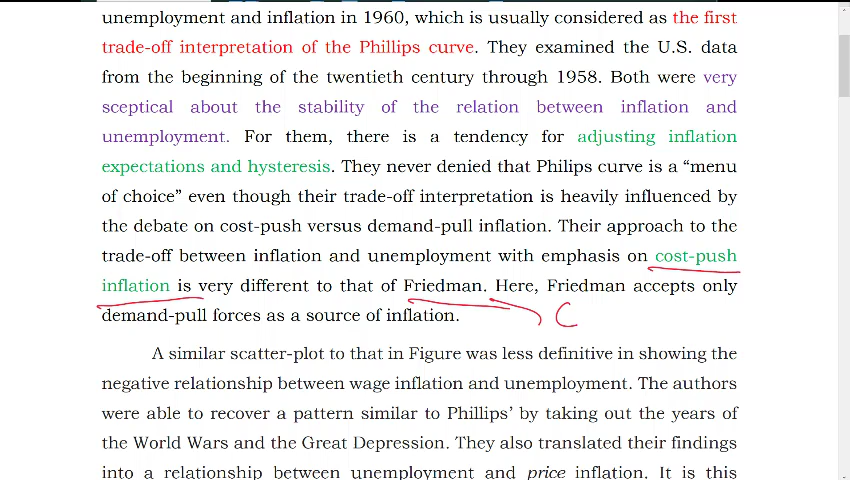 unemployment and inflation in 1960, which is usually considered as the first
trade-off interpretation of the Phillips curve. They examined the U.S. data
from the beginning of the twentieth century through 1958. Both were very
sceptical about the stability of the relation between inflation and
unemployment. For them, there is a tendency for adjusting inflation
expectations and hysteresis. They never denied that Philips curve is a “menu
of choice” even though their trade-off interpretation is heavily influenced by
the debate on cost-push versus demand-pull inflation. Their approach to the
trade-off between inflation and unemployment with emphasis on cost-push
inflation is very different to that of Friedman. Here, Friedman accepts only
demand-pull forces as a source of inflation. C
A similar scatter-plot to that in Figure was less definitive in showing the
negative relationship between wage inflation and unemployment. The authors
were able to recover a pattern similar to Phillips’ by taking out the years of
the World Wars and the Great Depression. They also translated their findings
into a relationship between unemployment and price inflation. It is this